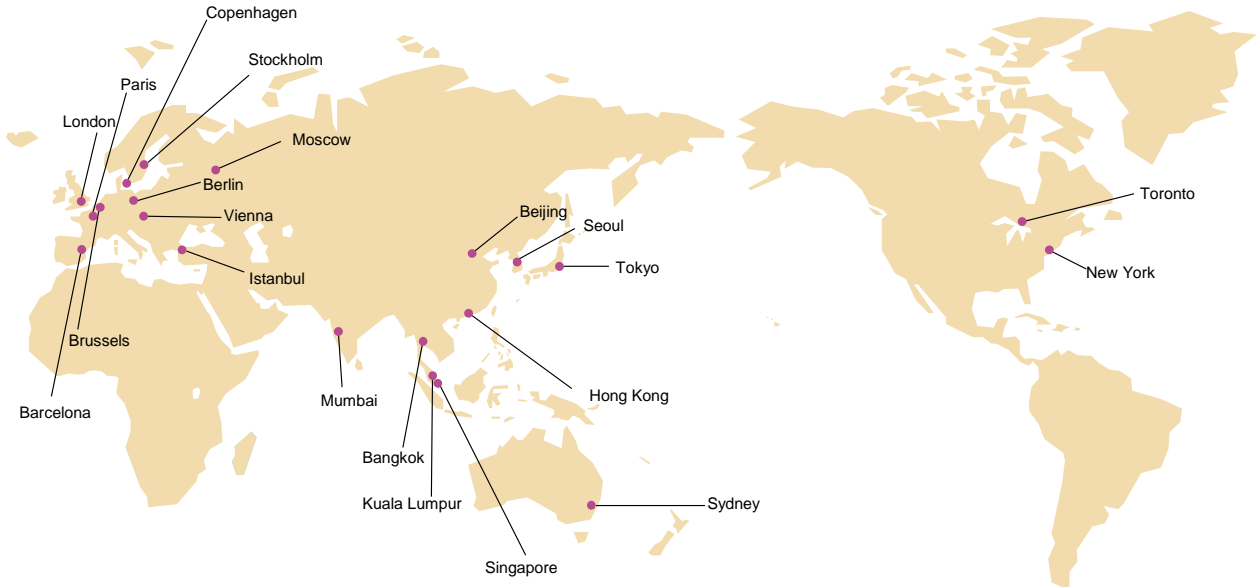 Copenhagen
Stockholm
Paris
London
Moscow
Berlin
Vienna
Istanbul
Beijing
Seoul
Tokyo
Toronto
New York
Brussels
Barcelona
Mumbai
Hong Kong
Bangkok
Kuala Lumpur
Sydney
Singapore